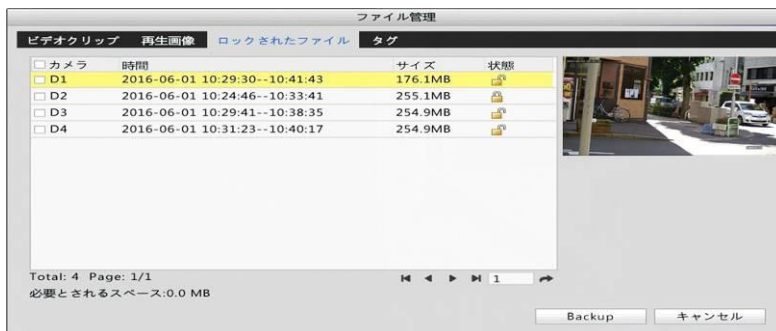 ファイル管理
ビデオクリップ 再生画像 ロックされたファイル タグ
カメラ 時間 サイズ 状態
D1 2016-06-01 10:29:30--10:41:43 176.1MB
D2 2016-06-01 10:24:46--10:33:41 255.1MB
D3 2016-06-01 10:29:41--10:38:35 254.9MB
D4 2016-06-01 10:31:23--10:40:17 254.9MB
Total: 4 Page: 1/1 1
必要とされるスペース:0.0 MB
Backup キャンセル